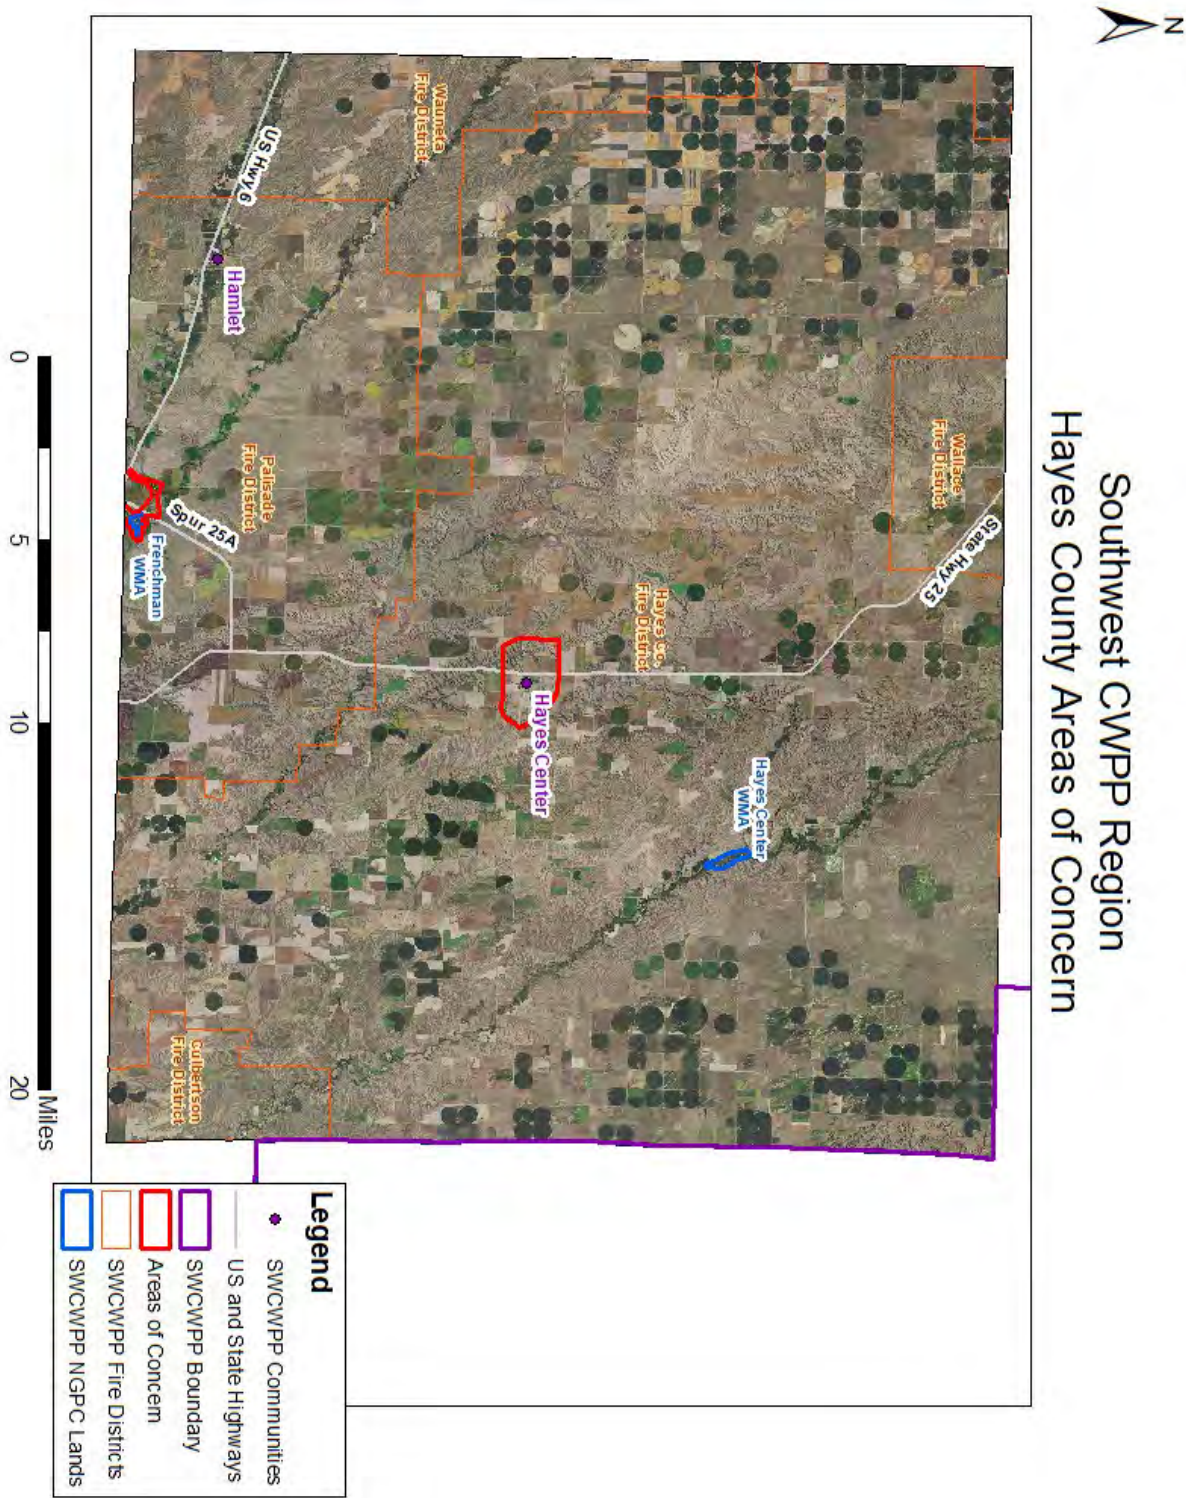 N
Southwest CWPP Region
Hayes County Areas of Concern
Wallace
Fire District
State Hwy 25
Wauneta
Fire District
US Hwy 6
Hamlet
Palisade
Fire District
Spur 25A
Frenchman
WMA
Hayes Co.
Fire District
Hayes Center
Hayes Center
WMA
Culbertson
Fire District
0 5 10 20
Miles
Legend
SWCWPP Communities
US and State Highways
SWCWPP Boundary
Areas of Concern
SWCWPP Fire Districts
SWCWPP NGPC Lands